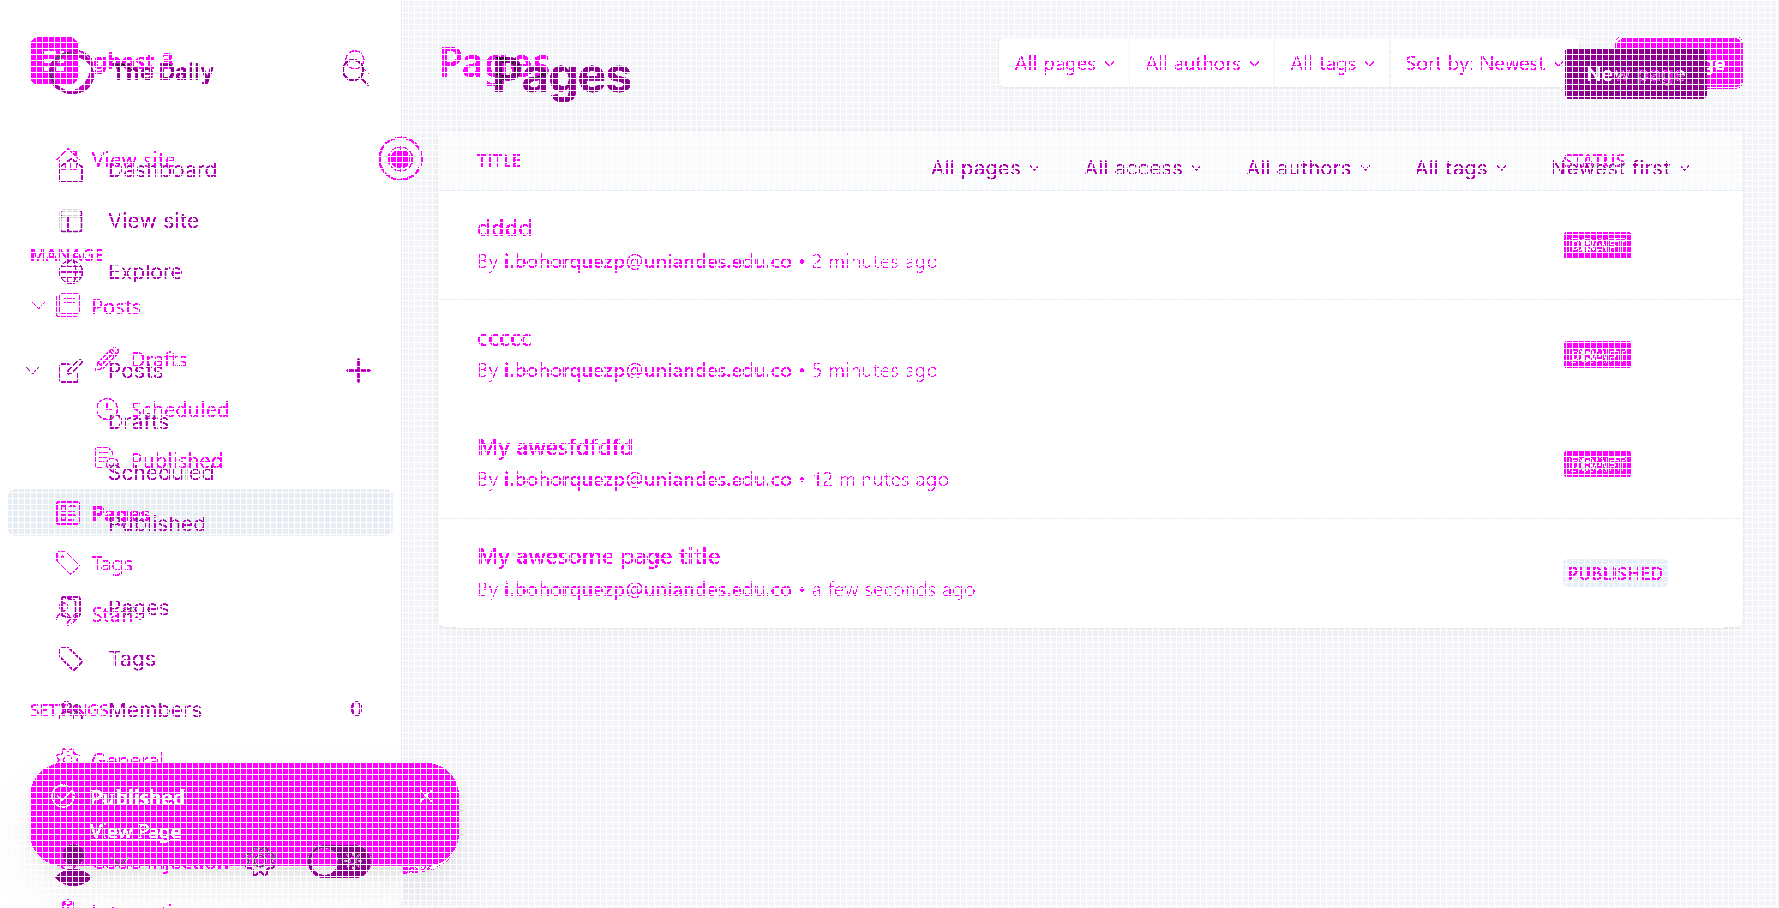 ghost 3
The Daily
Pages
Pages
All pages
All authors
All tags
Sort by: Newest
New page
View site
Dashboard
TITLE
STATUS
All pages
All access
All authors
All tags
Newest first
View site
dddd
By i.bohorquezp@uniandes.edu.co • 2 minutes ago
DRAFT
MANAGE
Explore
Posts
ccccc
By i.bohorquezp@uniandes.edu.co • 5 minutes ago
DRAFT
Drafts
Posts
Scheduled
Drafts
My awesfdfdfd
By i.bohorquezp@uniandes.edu.co • 12 minutes ago
DRAFT
Published
Scheduled
Pages
Published
Tags
My awesome page title
By i.bohorquezp@uniandes.edu.co • a few seconds ago
PUBLISHED
Staff
Pages
Tags
SETTINGS
Members
0
General
Published
View Page